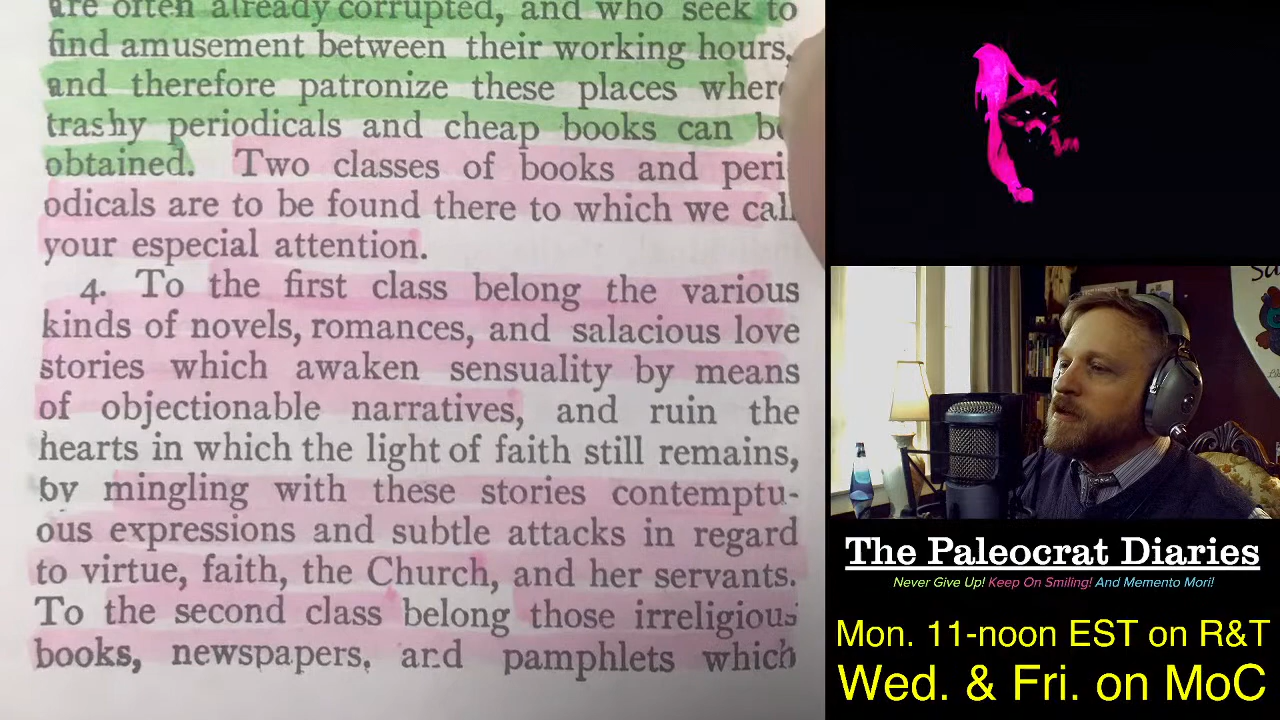 are often already corrupted, and who seek to
find amusement between their working hours,
and therefore patronize these places where
trashy periodicals and cheap books can be
obtained. Two classes of books and peri
odicals are to be found there to which we call
your especial attention.
4. To the first class belong the various
kinds of novels, romances, and salacious love
stories which awaken sensuality by means
of objectionable narratives, and ruin the
hearts in which the light of faith still remains,
by mingling with these stories contemptu-
ous expressions and subtle attacks in regard
to virtue, faith, the Church, and her servants.
To the second class belong those irreligious
books, newspapers, and pamphlets which
The Paleocrat Diaries
Never Give Up! Keep On Smiling! And Memento Mori!
Mon. 11-noon EST on R&T
Wed. & Fri. on MoC